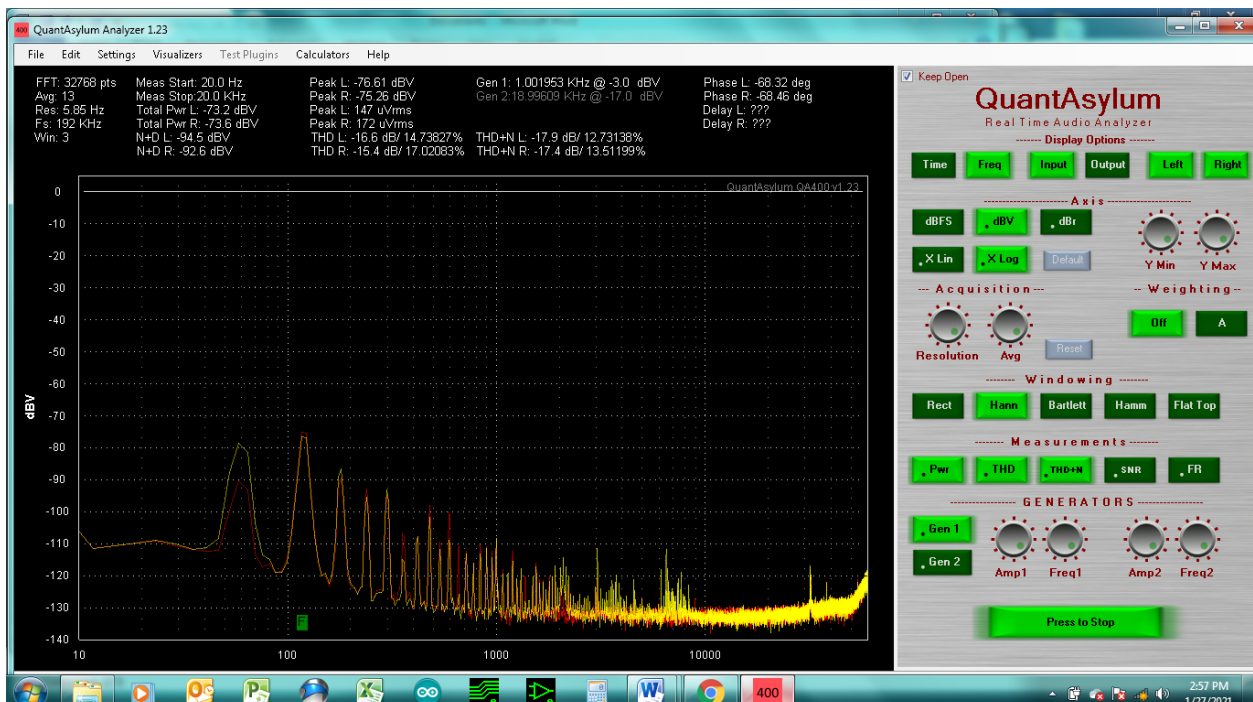 QuantAsylum Analyzer 1.23
File Edit Settings Visualizers Test Plugins Calculators Help
FFT: 32768 pts
Avg: 13
Res: 5.85 Hz
Fs: 192 KHz
Win: 3
Meas Start: 20.0 Hz
Meas Stop:20.0 KHz
Total Pwr L: -73.2 dBV
Total Pwr R: -73.6 dBV
N+D L: -94.5 dBV
N+D R: -92.6 dBV
Peak L: -76.61 dBV
Peak R: -75.26 dBV
Peak L: 147 uVrms
Peak R: 172 uVrms
THD L: -16.6 dB/ 14.73827%
THD R: -15.4 dB/ 17.02083%
Gen 1: 1.001953 KHz @ -3.0 dBV
Gen 2:18.99609 KHz @ -17.0 dBV
THD+N L: -17.9 dB/ 12.73138%
THD+N R: -17.4 dB/ 13.51199%
Phase L: -68.32 deg
Phase R: -68.46 deg
Delay L: ???
Delay R: ???
QuantAsylum QA400 v1.23
0
-10
-20
-30
-40
-50
-60
-70
-80
-90
-100
-110
-120
-130
-140
dBV
F
10 100 1000 10000
Keep Open
QuantAsylum
Real Time Audio Analyzer
Display Options
Time Freq Input Output Left Right
Axis
dBFS dBV dBr
X Lin X Log Default
Y Min Y Max
Acquisition
Weighting
Off A
Resolution Avg Reset
Windowing
Rect Hann Bartlett Hamm Flat Top
Measurements
Pwr THD THD+N SNR FR
GENERATORS
Gen 1
Gen 2
Amp1 Freq1 Amp2 Freq2
Press to Stop
400
2:57 PM
1/27/2021